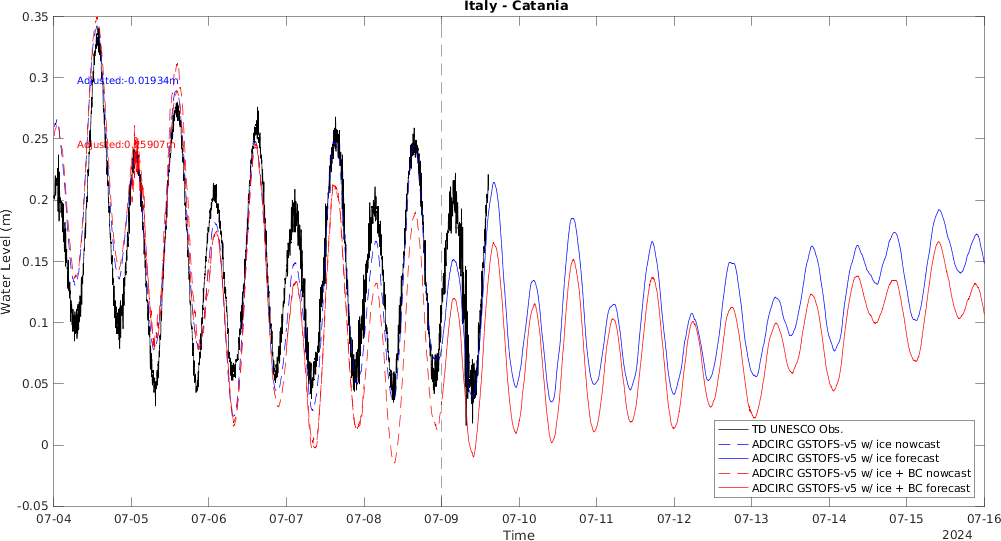 Italy - Catania
Water Level (m)
0.35
0.3
0.25
0.2
0.15
0.1
0.05
0
-0.05
Adjusted:-0.01934m
Adjusted:0.05907m
TD UNESCO Obs.
ADCIRC GSTOFS-v5 w/ ice nowcast
ADCIRC GSTOFS-v5 w/ ice forecast
ADCIRC GSTOFS-v5 w/ ice + BC nowcast
ADCIRC GSTOFS-v5 w/ ice + BC forecast
07-04 07-05 07-06 07-07 07-08 07-09 07-10 07-11 07-12 07-13 07-14 07-15 07-16
Time
2024